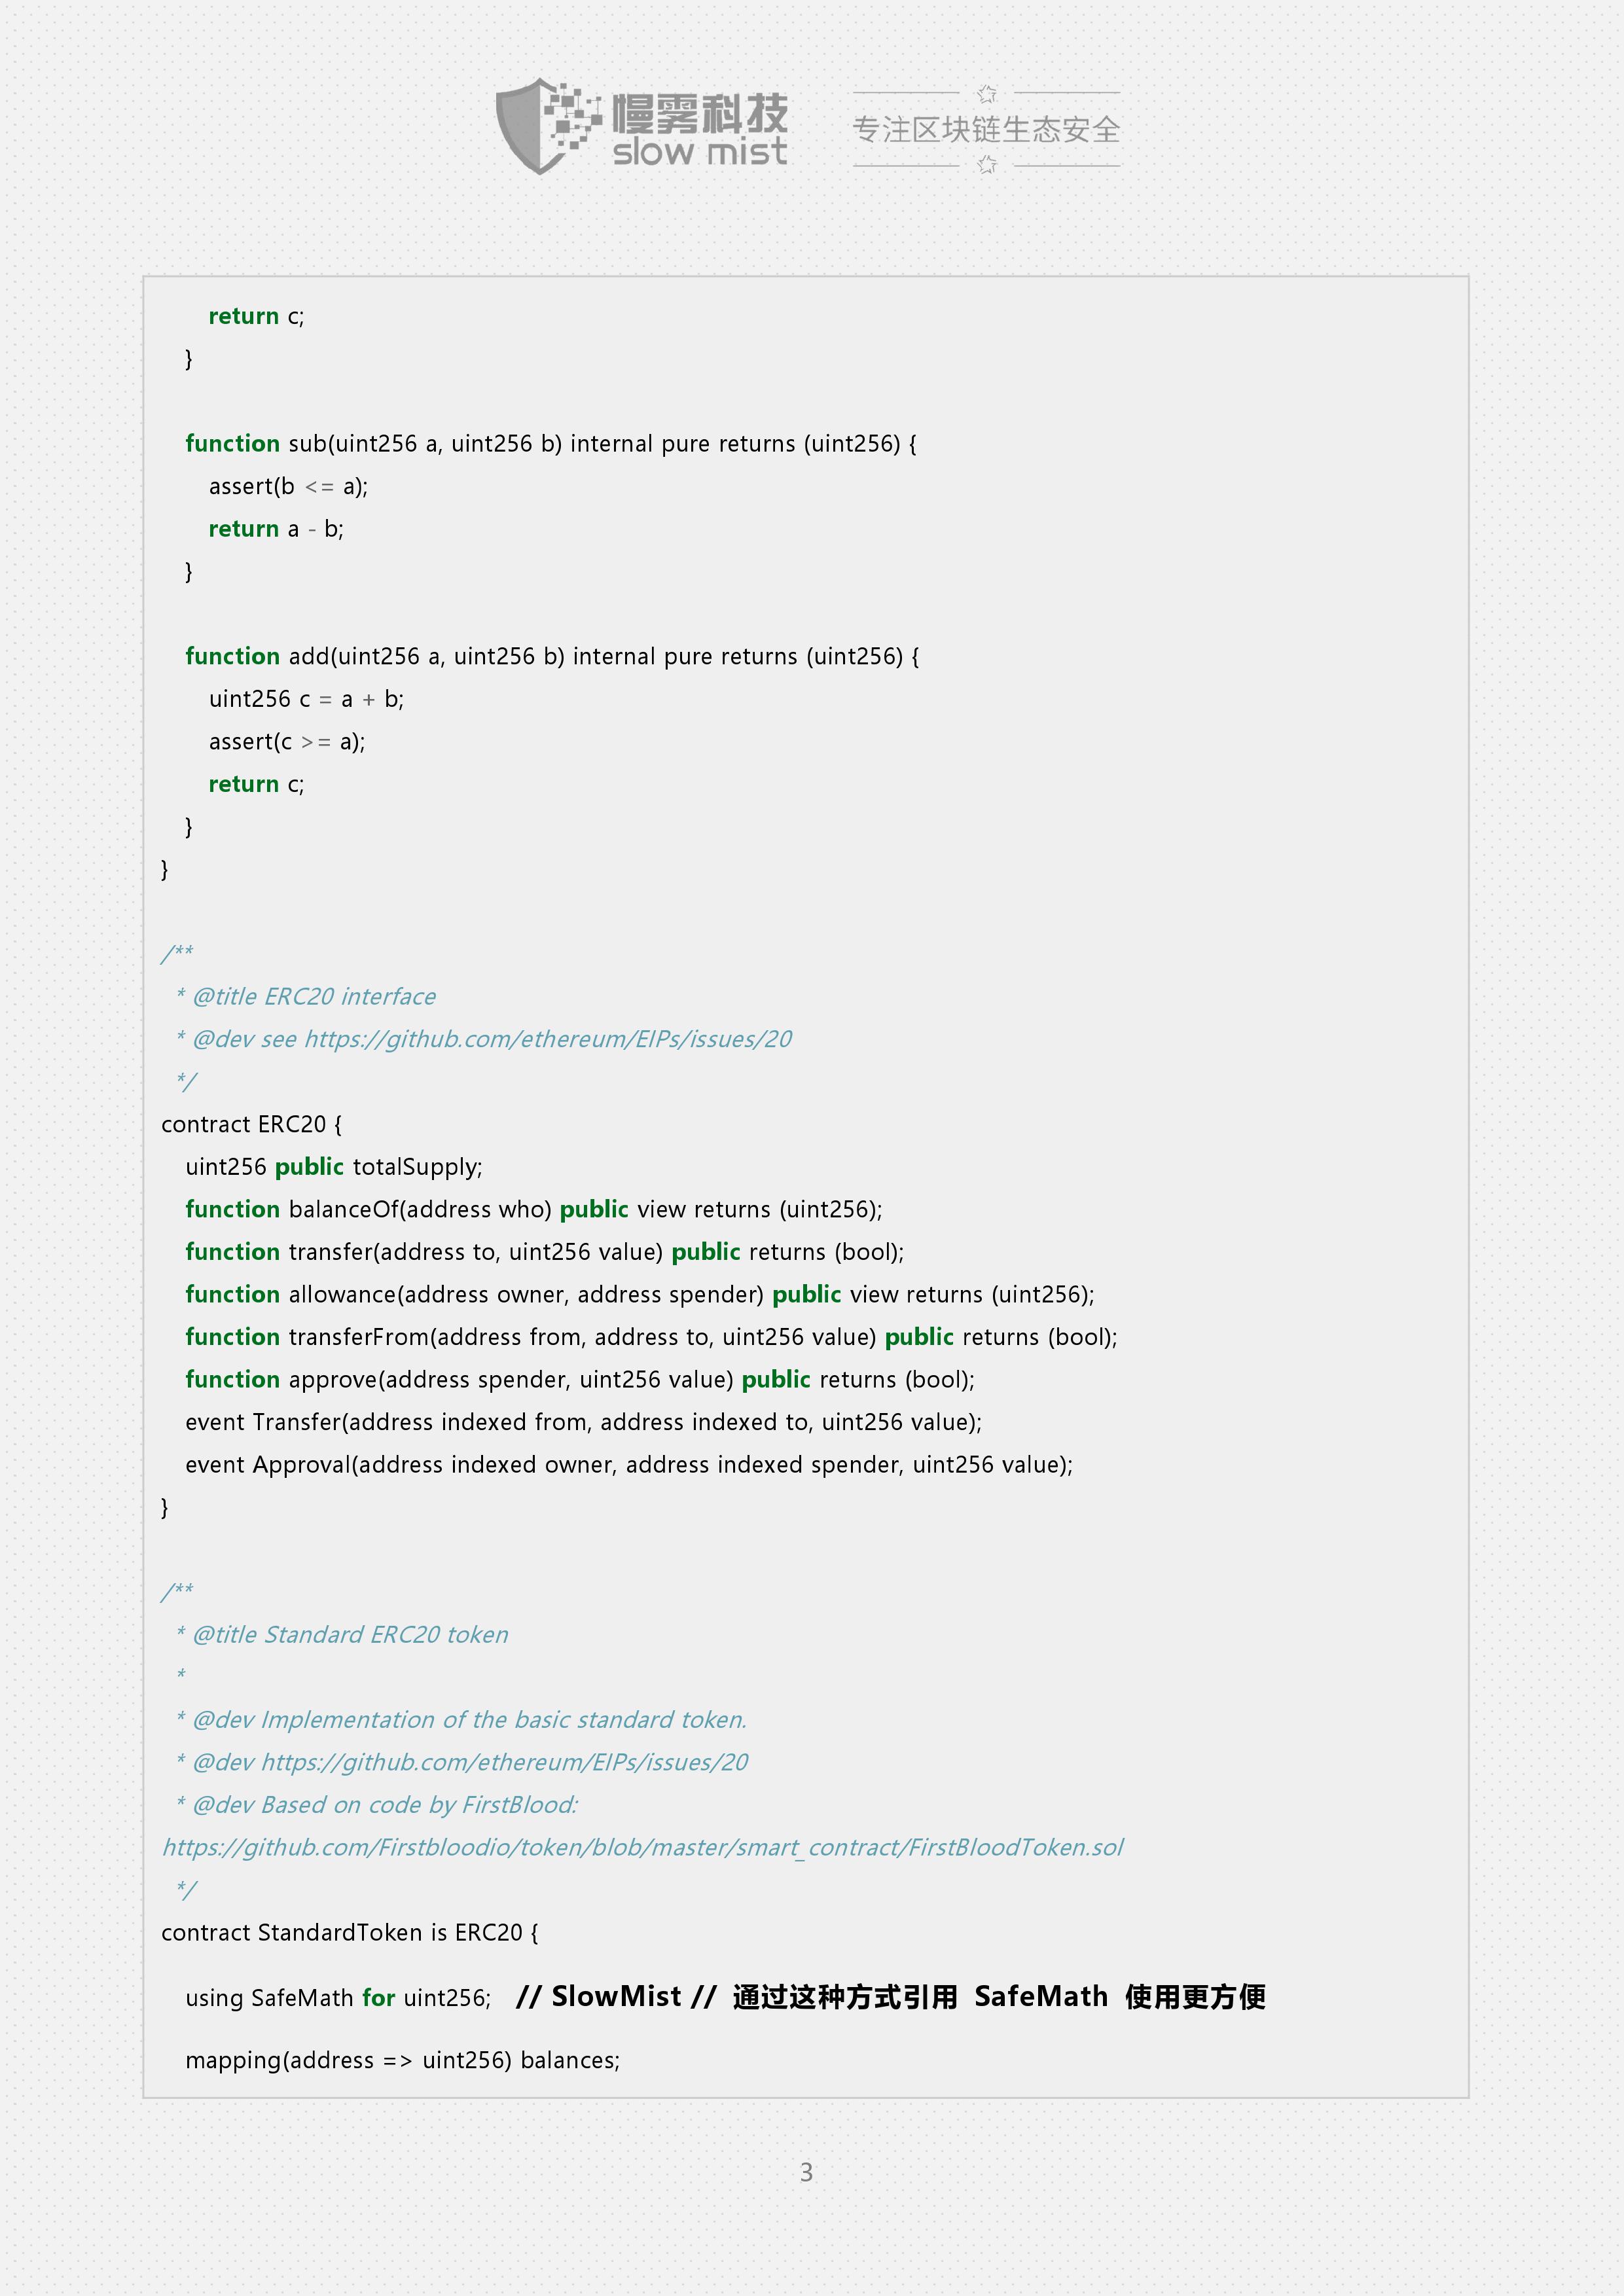 慢雾科技
slow mist
专注区块链生态安全
return c;
}
function sub(uint256 a, uint256 b) internal pure returns (uint256) {
assert(b <= a);
return a - b;
}
function add(uint256 a, uint256 b) internal pure returns (uint256) {
uint256 c = a + b;
assert(c >= a);
return c;
}
}
/**
* @title ERC20 interface
* @dev see https://github.com/ethereum/EIPs/issues/20
*/
contract ERC20 {
uint256 public totalSupply;
function balanceOf(address who) public view returns (uint256);
function transfer(address to, uint256 value) public returns (bool);
function allowance(address owner, address spender) public view returns (uint256);
function transferFrom(address from, address to, uint256 value) public returns (bool);
function approve(address spender, uint256 value) public returns (bool);
event Transfer(address indexed from, address indexed to, uint256 value);
event Approval(address indexed owner, address indexed spender, uint256 value);
}
/**
* @title Standard ERC20 token
*
* @dev Implementation of the basic standard token.
* @dev https://github.com/ethereum/EIPs/issues/20
* @dev Based on code by FirstBlood:
https://github.com/Firstbloodio/token/blob/master/smart_contract/FirstBloodToken.sol
*/
contract StandardToken is ERC20 {
using SafeMath for uint256; // SlowMist // 通过这种方式引用 SafeMath 使用更方便
mapping(address => uint256) balances;
3